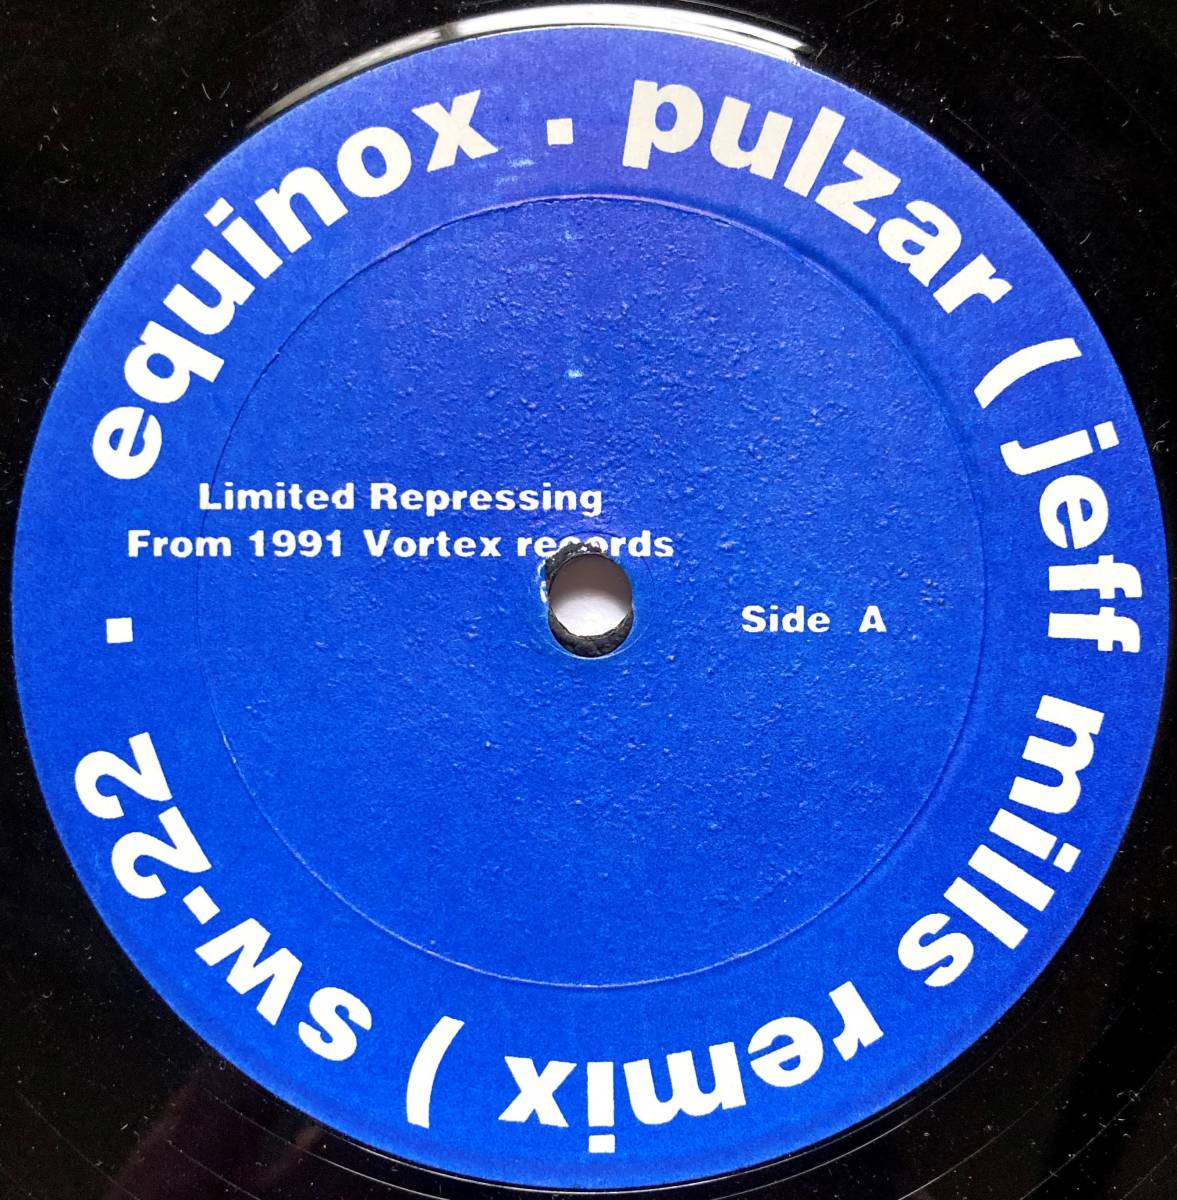 equinox . pulzar ( jeff mills remix ) sw-22 .
Limited Repressing
From 1991 Vortex records
Side A